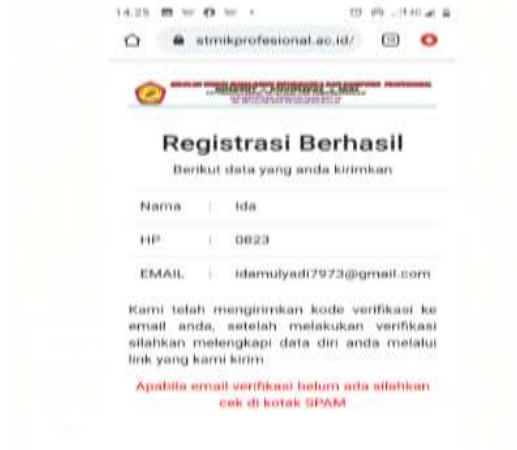 14.25
stmikprofesional.ac.id/
Registrasi Berhasil
Berikut data yang anda kirimkan
Nama : Ida
HP : 0823
EMAIL : idamulyadi7973@gmail.com
Kami telah mengirimkan kode verifikasi ke
email anda, setelah melakukan verifikasi
silahkan melengkapi data diri anda melalui
link yang kami kirim
Apabila email verifikasi belum ada silahkan
cek di kotak SPAM